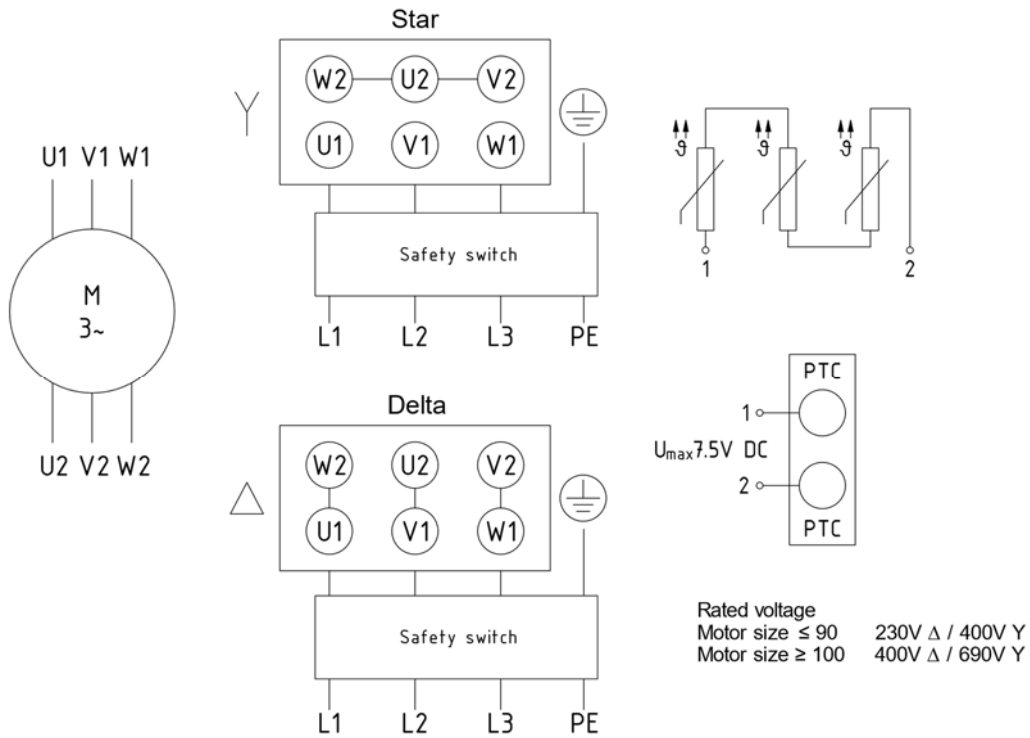 Star
W2 U2 V2
U1 V1 W1
Safety switch
L1 L2 L3 PE
U1 V1 W1
M
3~
U2 V2 W2
Delta
W2 U2 V2
U1 V1 W1
Safety switch
L1 L2 L3 PE
ϑ ϑ ϑ
1 2
PTC
1
Umax7.5V DC
2
PTC
Rated voltage
Motor size ≤ 90 230V Δ / 400V Y
Motor size ≥ 100 400V Δ / 690V Y